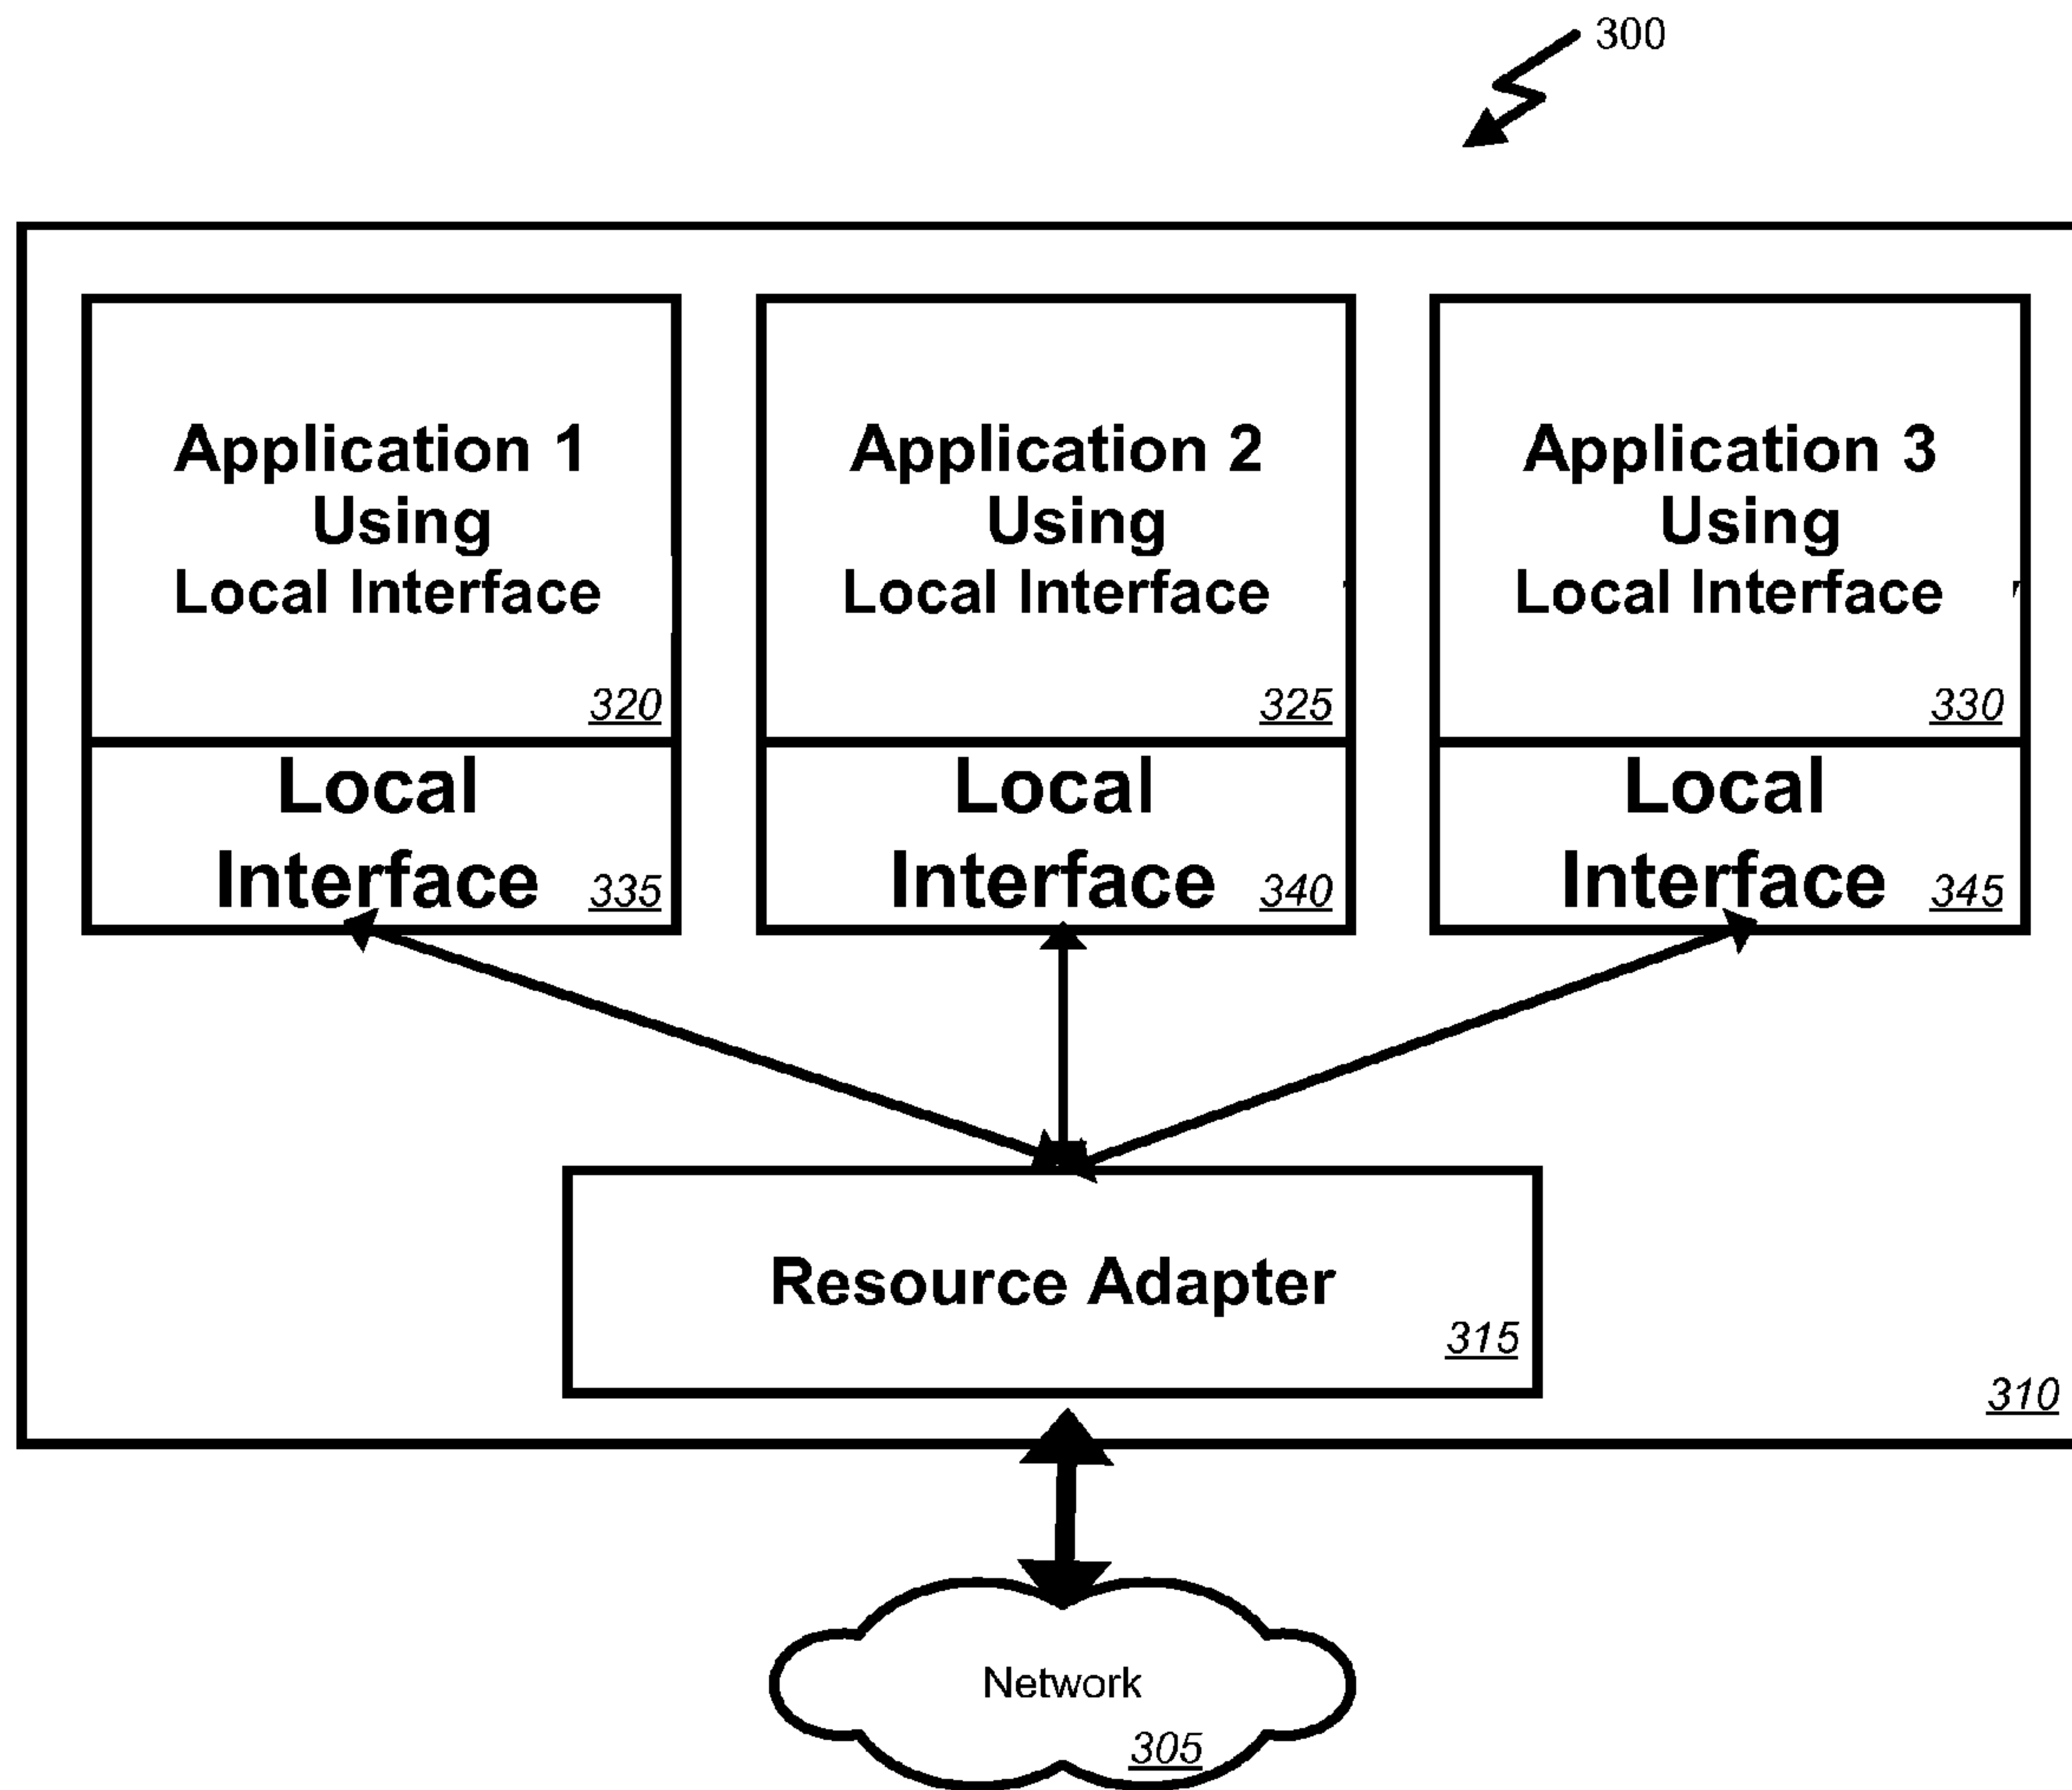 300
Application 1
Using
Local Interface
320
Local
Interface
335
Application 2
Using
Local Interface
325
Local
Interface
340
Application 3
Using
Local Interface
330
Local
Interface
345
Resource Adapter
315
310
Network
305